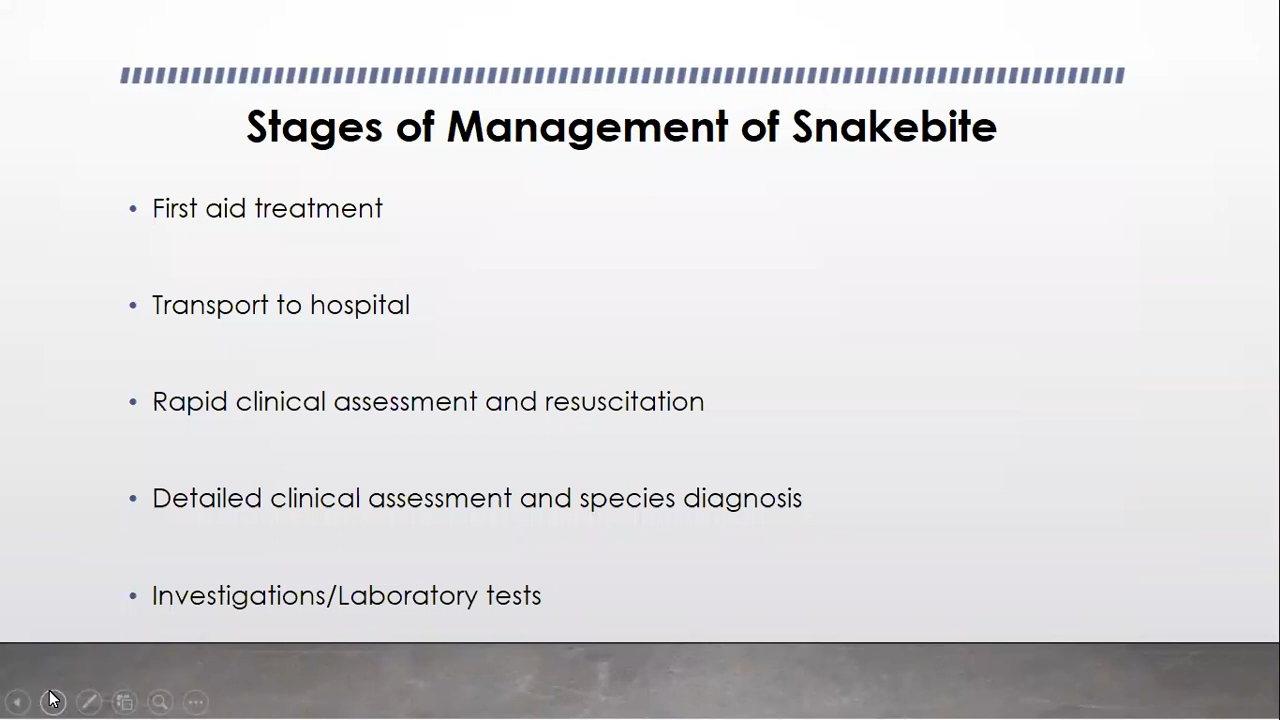 Stages of Management of Snakebite
• First aid treatment
• Transport to hospital
• Rapid clinical assessment and resuscitation
• Detailed clinical assessment and species diagnosis
• Investigations/Laboratory tests